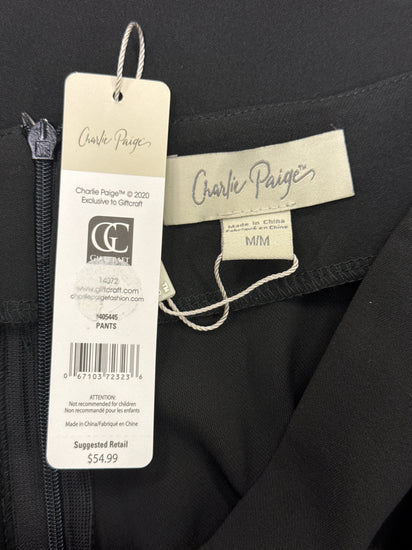 Charlie Paige
Charlie Paige™ © 2020
Exclusive to Giftcraft
GC
GIFTCRAFT
14072
www.giftcraft.com
charliepaigefashion.com
PANTS
0 67103 72323 6
ATTENTION:
Not recommended for children
Non recommandé pour les enfants
Made in China/Fabriqué en Chine
Suggested Retail
$54.99
Charlie Paige™
Made in China
Fabriqué en Chine
M/M